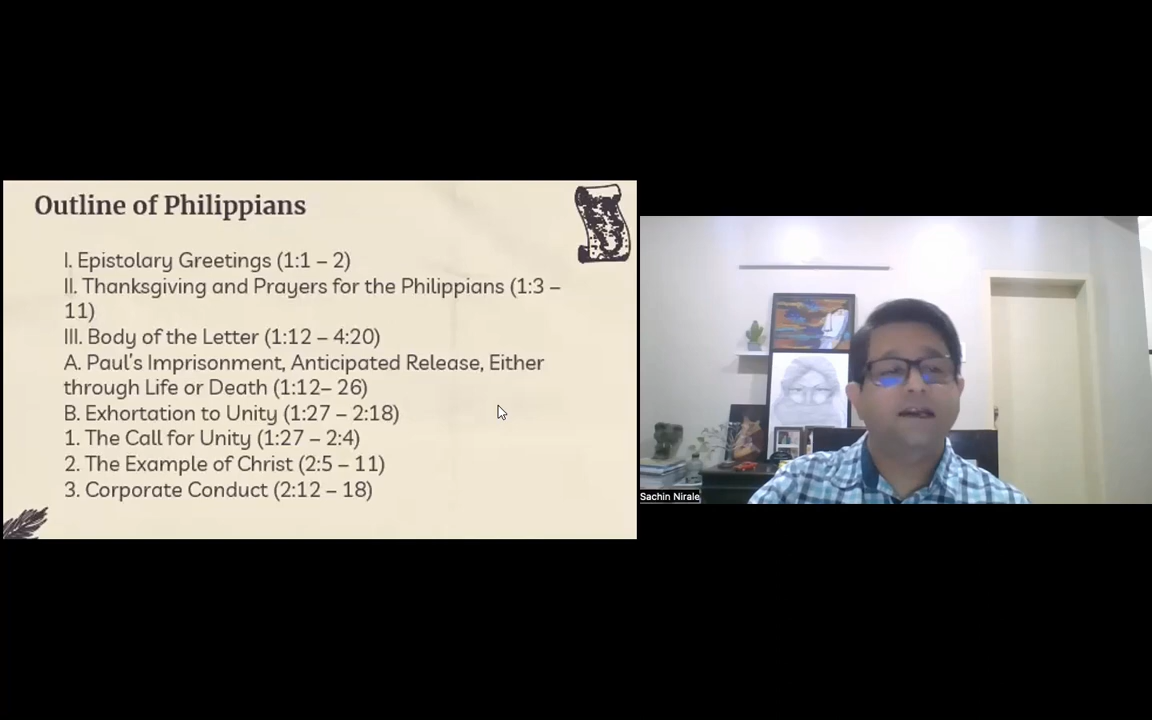 Outline of Philippians
I. Epistolary Greetings (1:1 – 2)
II. Thanksgiving and Prayers for the Philippians (1:3 –
11)
III. Body of the Letter (1:12 – 4:20)
A. Paul's Imprisonment, Anticipated Release, Either
through Life or Death (1:12– 26)
B. Exhortation to Unity (1:27 – 2:18)
1. The Call for Unity (1:27 – 2:4)
2. The Example of Christ (2:5 – 11)
3. Corporate Conduct (2:12 – 18)
Sachin Nirale